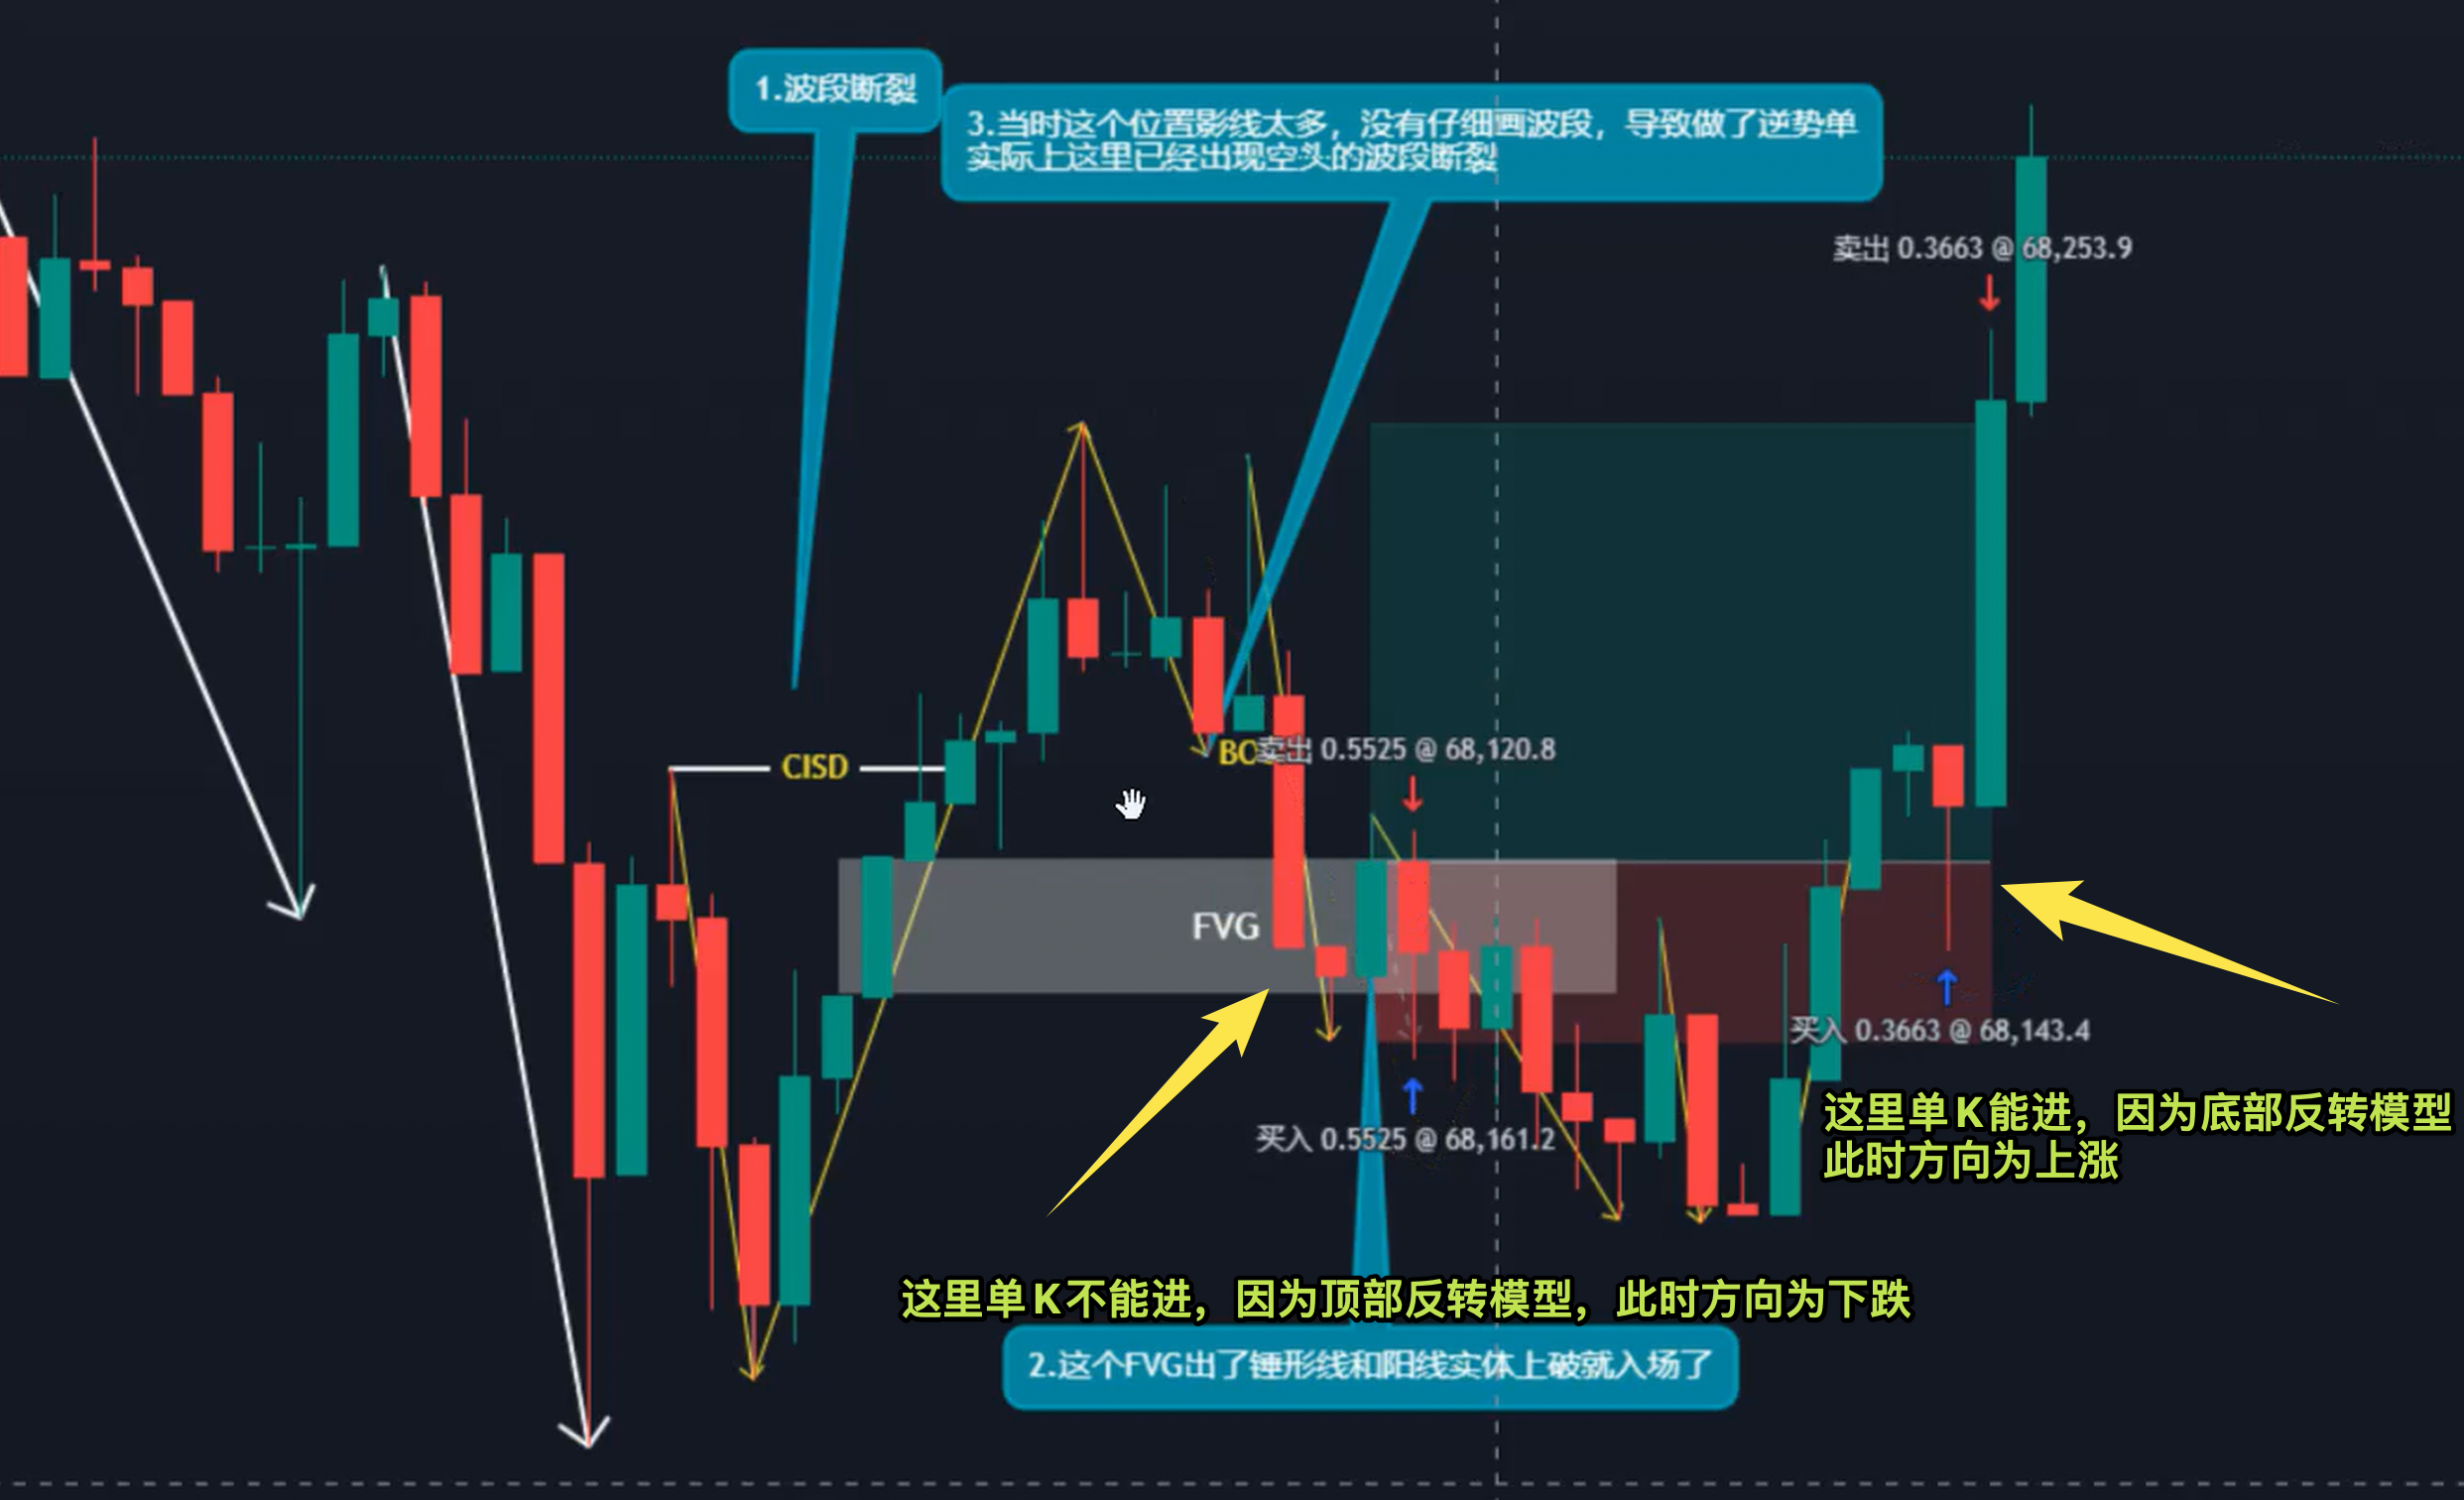 1.波段断裂
3.当时这个位置影线太多，没有仔细画波段，导致做了逆势单
实际上这里已经出现空头的波段断裂
卖出 0.3663 @ 68,253.9
CISD
卖出 0.5525 @ 68,120.8
FVG
买入 0.3663 @ 68,143.4
这里单K能进，因为底部反转模型
此时方向为上涨
买入 0.5525 @ 68,161.2
这里单K不能进，因为顶部反转模型，此时方向为下跌
2.这个FVG出了锤形线和阳线实体上破就入场了